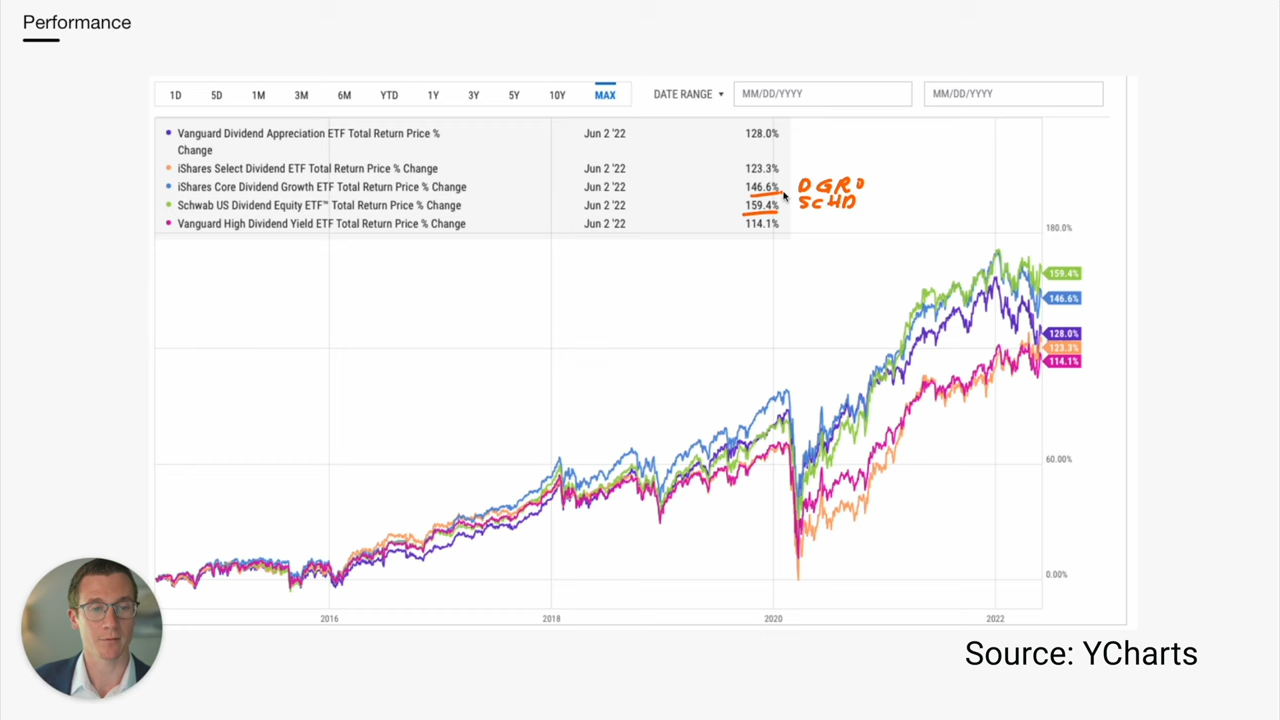 Performance
1D 5D 1M 3M 6M YTD 1Y 3Y 5Y 10Y MAX DATE RANGE MM/DD/YYYY MM/DD/YYYY
Vanguard Dividend Appreciation ETF Total Return Price % Jun 2 '22 128.0%
Change
iShares Select Dividend ETF Total Return Price % Change Jun 2 '22 123.3%
iShares Core Dividend Growth ETF Total Return Price % Change Jun 2 '22 146.6% DGRO
Schwab US Dividend Equity ETF™ Total Return Price % Change Jun 2 '22 159.4% SCHD
Vanguard High Dividend Yield ETF Total Return Price % Change Jun 2 '22 114.1%
180.0%
159.4%
146.6%
128.0%
123.3%
114.1%
60.00%
0.00%
2016 2018 2020 2022
Source: YCharts